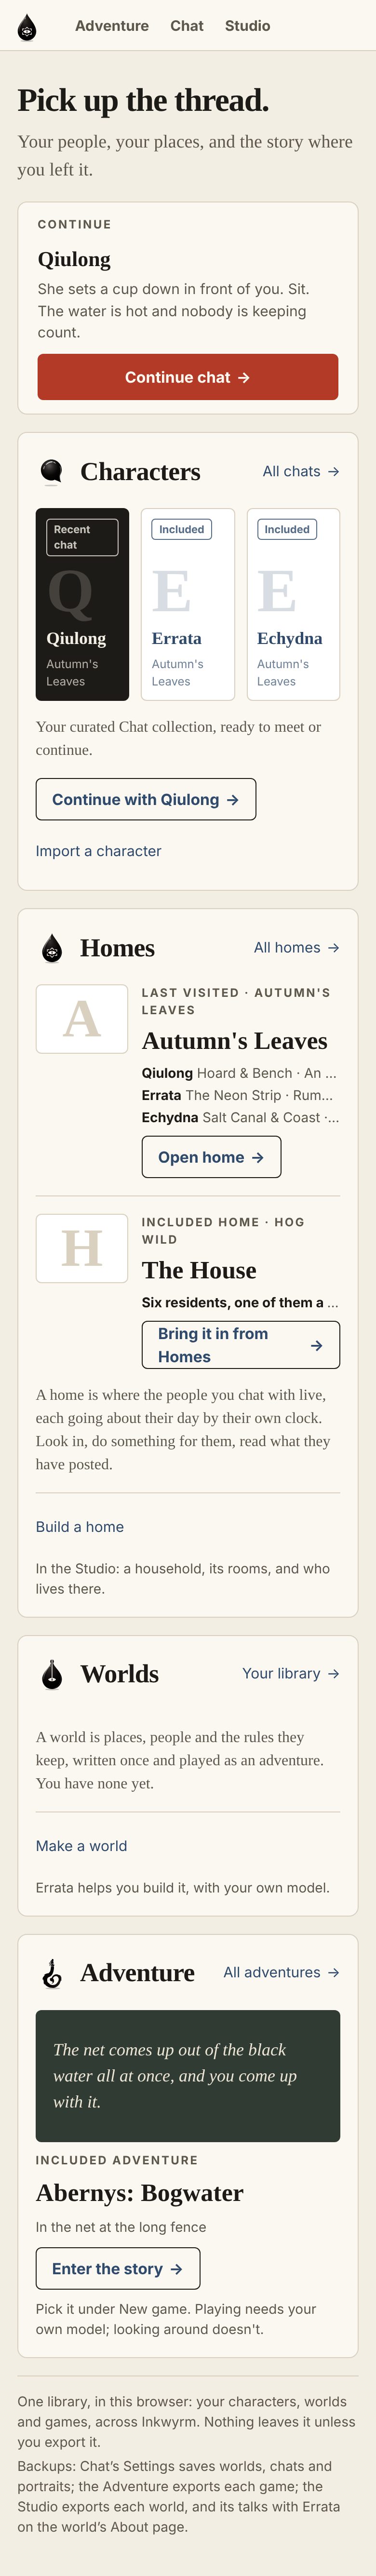 Adventure Chat Studio
Pick up the thread.
Your people, your places, and the story where
you left it.
CONTINUE
Qiulong
She sets a cup down in front of you. Sit.
The water is hot and nobody is keeping
count.
Continue chat →
Characters
All chats →
Recent
chat
Q
Qiulong
Autumn's
Leaves
Included
E
Errata
Autumn's
Leaves
Included
E
Echydna
Autumn's
Leaves
Your curated Chat collection, ready to meet or
continue.
Continue with Qiulong →
Import a character
Homes
All homes →
A
LAST VISITED · AUTUMN'S
LEAVES
Autumn's Leaves
Qiulong Hoard & Bench · An ...
Errata The Neon Strip · Rum...
Echydna Salt Canal & Coast ·...
Open home →
H
INCLUDED HOME · HOG
WILD
The House
Six residents, one of them a ...
Bring it in from
Homes →
A home is where the people you chat with live,
each going about their day by their own clock.
Look in, do something for them, read what they
have posted.
Build a home
In the Studio: a household, its rooms, and who
lives there.
Worlds
Your library →
A world is places, people and the rules they
keep, written once and played as an adventure.
You have none yet.
Make a world
Errata helps you build it, with your own model.
Adventure
All adventures →
The net comes up out of the black
water all at once, and you come up
with it.
INCLUDED ADVENTURE
Abernys: Bogwater
In the net at the long fence
Enter the story →
Pick it under New game. Playing needs your
own model; looking around doesn't.
One library, in this browser: your characters, worlds
and games, across Inkwyrm. Nothing leaves it unless
you export it.
Backups: Chat’s Settings saves worlds, chats and
portraits; the Adventure exports each game; the
Studio exports each world, and its talks with Errata
on the world’s About page.